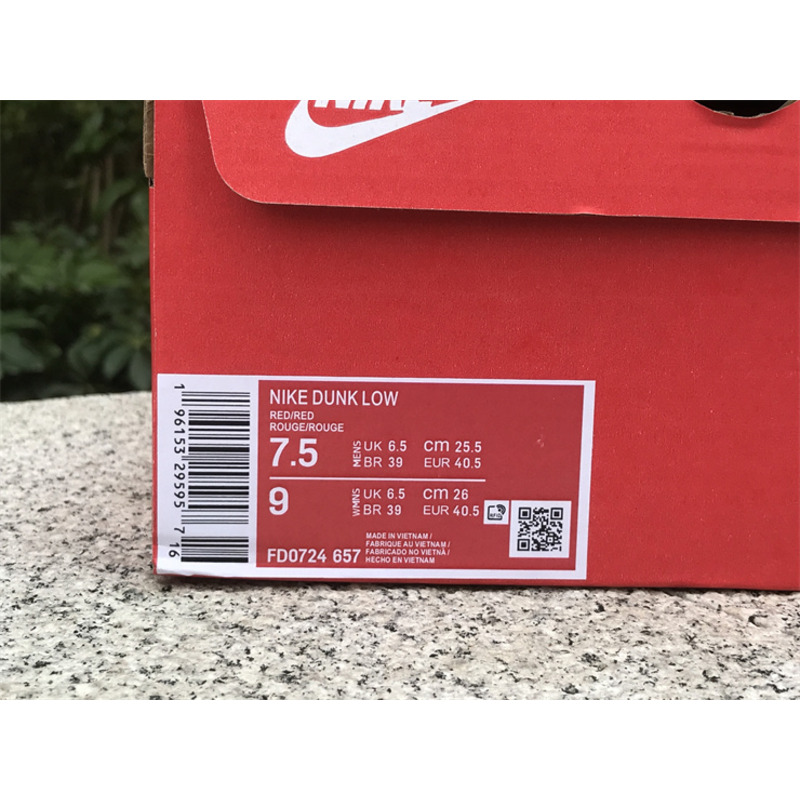 NIKE
NIKE DUNK LOW
RED/RED
ROUGE/ROUGE
7.5 MENS UK 6.5 cm 25.5
BR 39 EUR 40.5
9 WMNS UK 6.5 cm 26
BR 39 EUR 40.5
RFID
MADE IN VIETNAM /
FABRIQUE AU VIETNAM /
FD0724 657 FABRICADO NO VIETNÃ /
HECHO EN VIETNAM
1 96153 29595 7 16